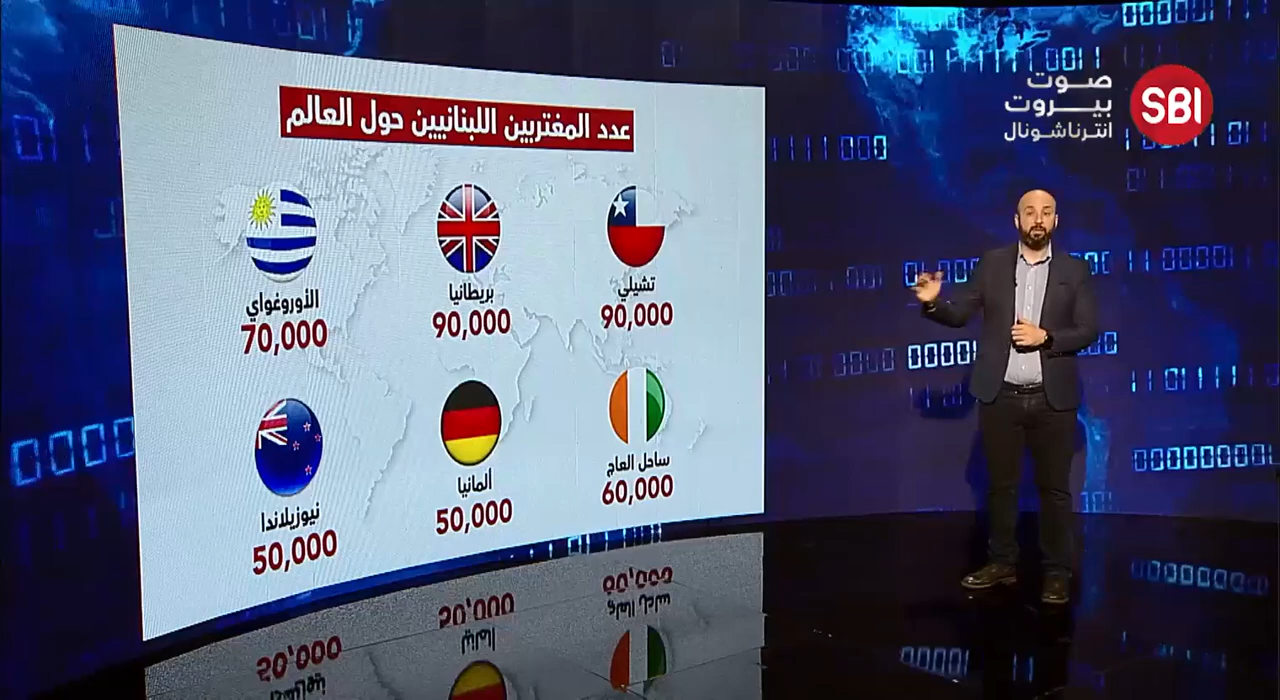 عدد المغتربين اللبنانيين حول العالم
تشيلي
90,000
بريطانيا
90,000
الأوروغواي
70,000
ساحل العاج
60,000
ألمانيا
50,000
نيوزيلاندا
50,000
صوت
بيروت
انترناشونال
SBI